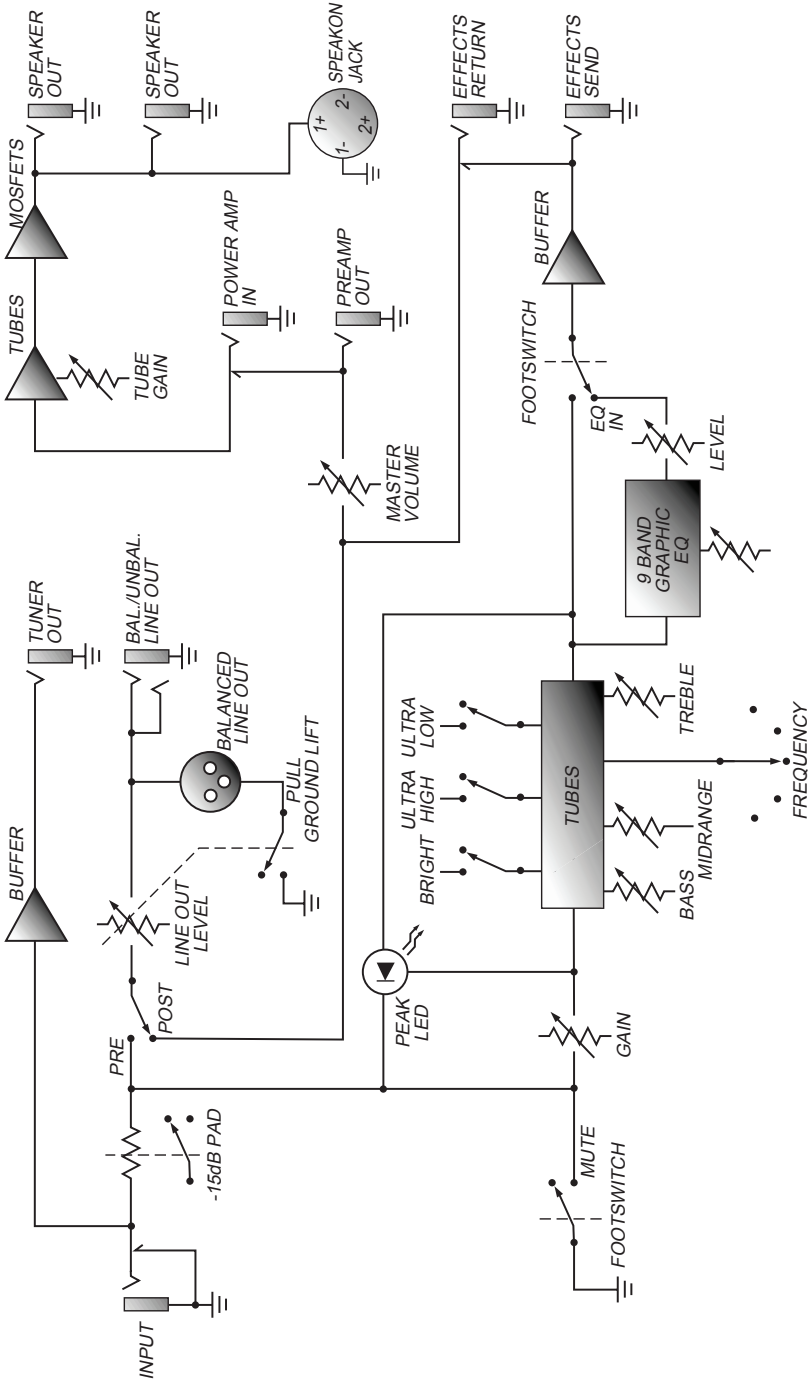 INPUT
-15dB PAD
BUFFER
TUNER
OUT
PRE
POST
LINE OUT
LEVEL
BAL./UNBAL.
LINE OUT
BALANCED
LINE OUT
PULL
GROUND LIFT
TUBES
TUBE
GAIN
MOSFETS
SPEAKER
OUT
SPEAKER
OUT
SPEAKON
JACK
1+
1-
2-
2+
POWER AMP
IN
PREAMP
OUT
MASTER
VOLUME
EFFECTS
RETURN
EFFECTS
SEND
MUTE
FOOTSWITCH
GAIN
PEAK
LED
BRIGHT
ULTRA
HIGH
ULTRA
LOW
TUBES
BASS
MIDRANGE
TREBLE
FREQUENCY
9 BAND
GRAPHIC
EQ
LEVEL
EQ
IN
FOOTSWITCH
BUFFER